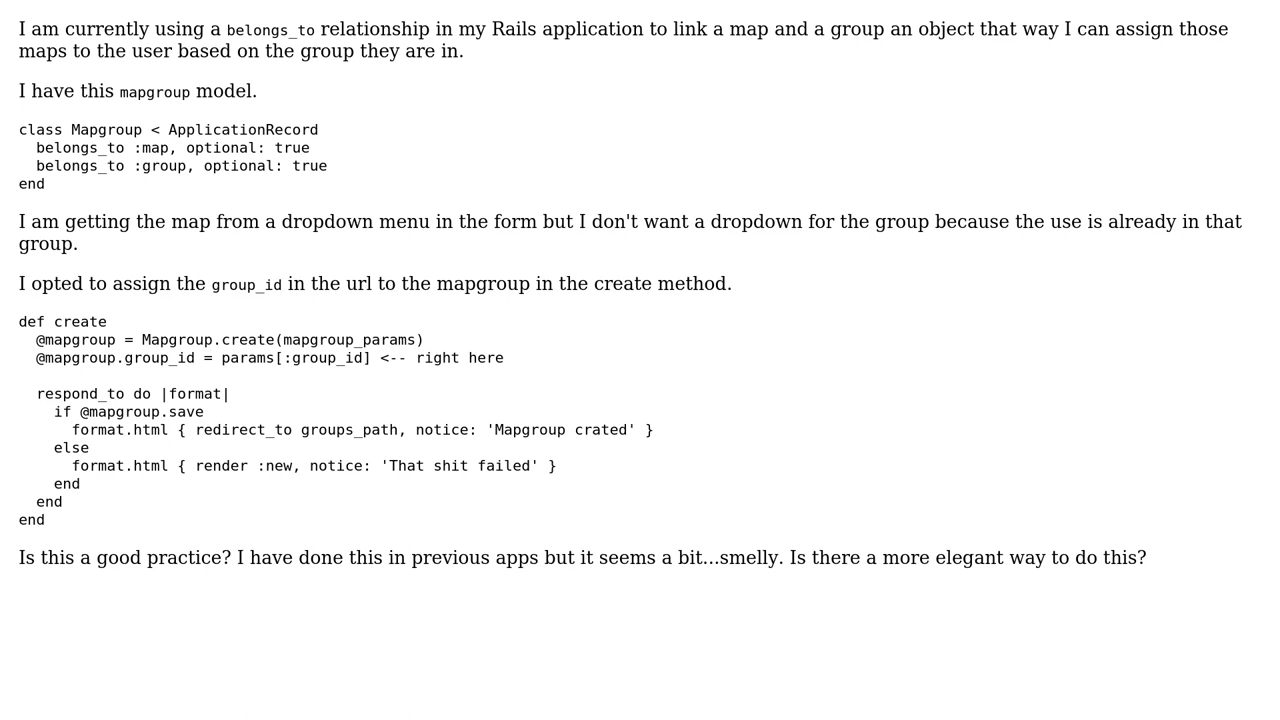 I am currently using a belongs_to relationship in my Rails application to link a map and a group an object that way I can assign those
maps to the user based on the group they are in.
I have this mapgroup model.
class Mapgroup < ApplicationRecord
  belongs_to :map, optional: true
  belongs_to :group, optional: true
end
I am getting the map from a dropdown menu in the form but I don't want a dropdown for the group because the use is already in that
group.
I opted to assign the group_id in the url to the mapgroup in the create method.
def create
  @mapgroup = Mapgroup.create(mapgroup_params)
  @mapgroup.group_id = params[:group_id] <-- right here
  respond_to do |format|
    if @mapgroup.save
      format.html { redirect_to groups_path, notice: 'Mapgroup crated' }
    else
      format.html { render :new, notice: 'That shit failed' }
    end
  end
end
Is this a good practice? I have done this in previous apps but it seems a bit...smelly. Is there a more elegant way to do this?